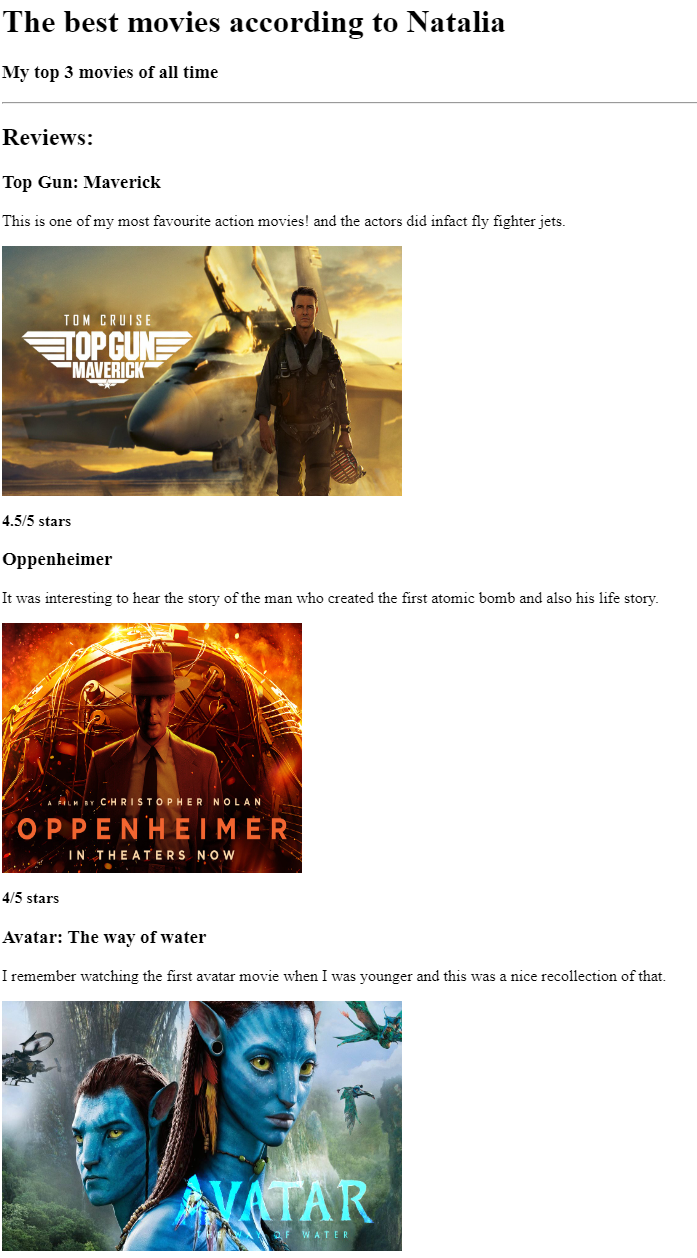 The best movies according to Natalia
My top 3 movies of all time
Reviews:
Top Gun: Maverick
This is one of my most favourite action movies! and the actors did infact fly fighter jets.
TOM CRUISE
TOP GUN
MAVERICK
4.5/5 stars
Oppenheimer
It was interesting to hear the story of the man who created the first atomic bomb and also his life story.
A FILM BY CHRISTOPHER NOLAN
OPPENHEIMER
IN THEATERS NOW
4/5 stars
Avatar: The way of water
I remember watching the first avatar movie when I was younger and this was a nice recollection of that.
AVATAR
THE WAY OF WATER